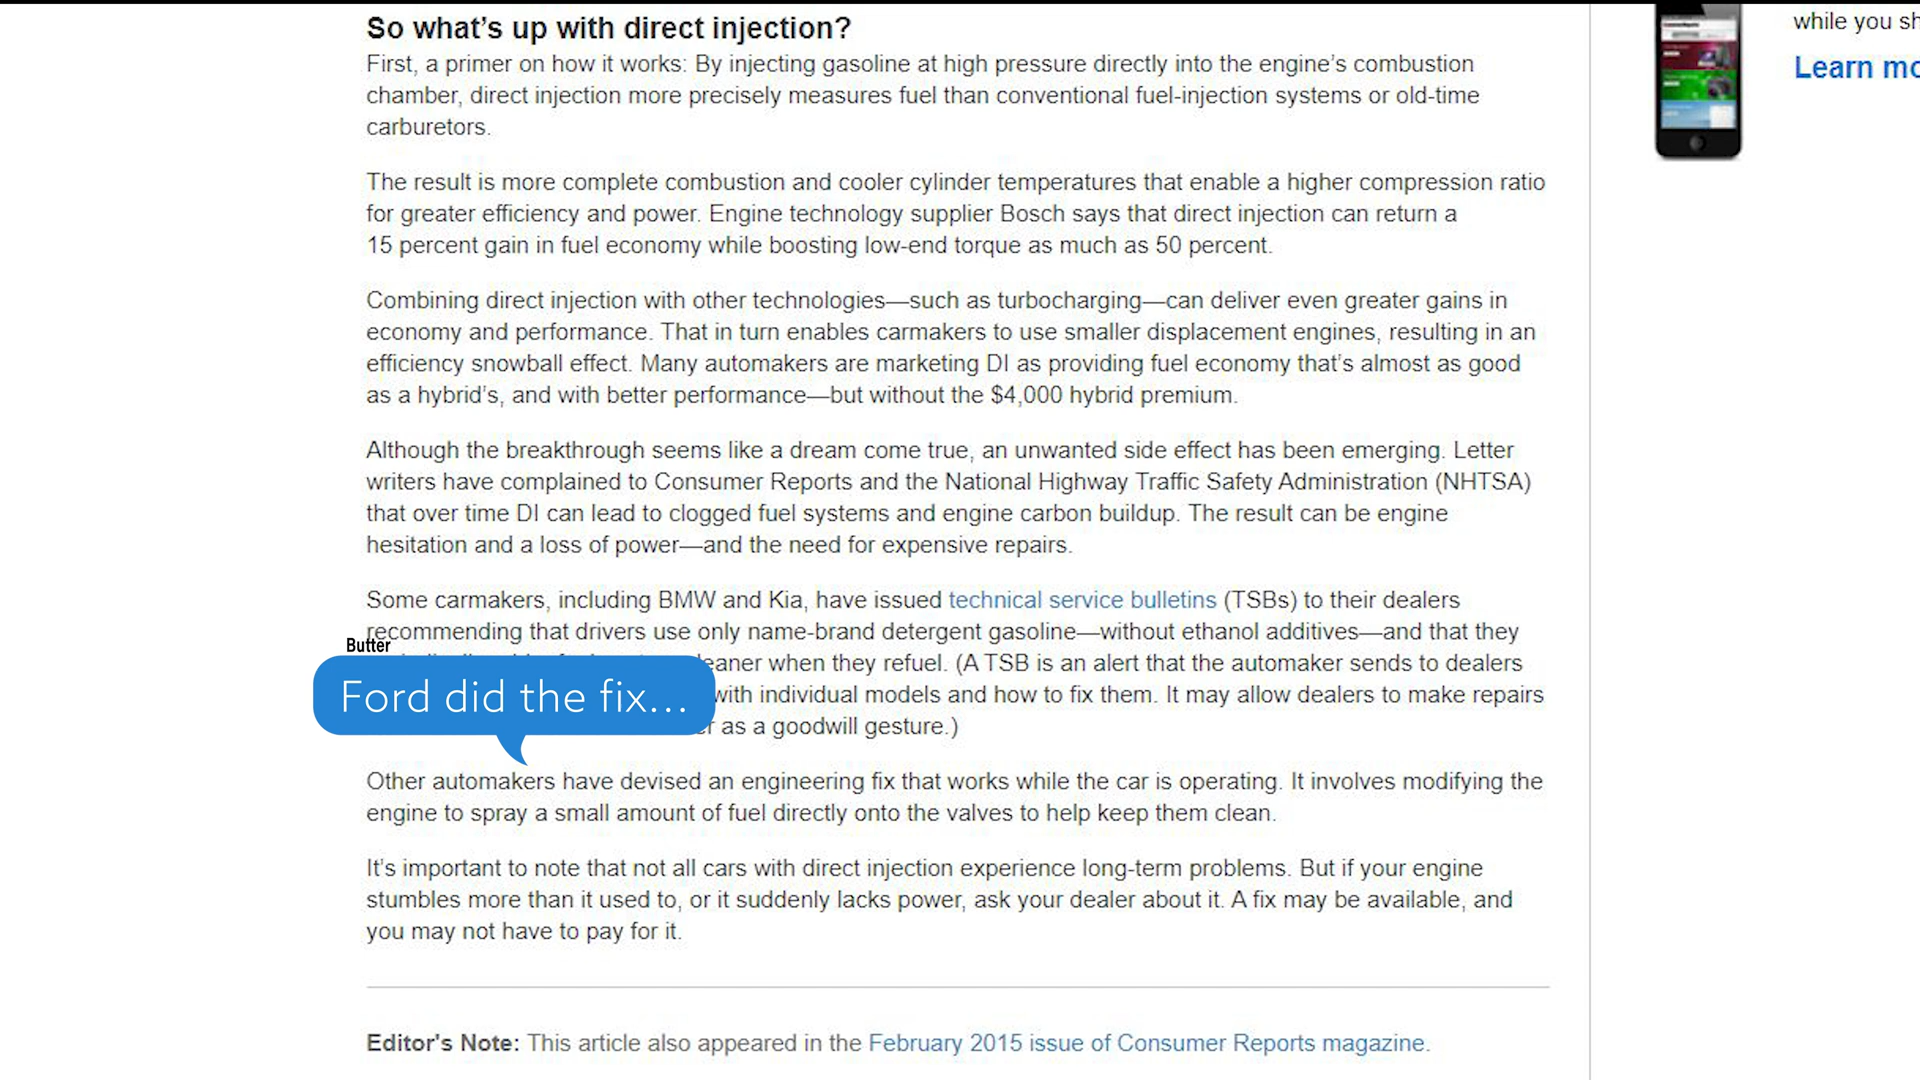 So what's up with direct injection?
First, a primer on how it works: By injecting gasoline at high pressure directly into the engine's combustion
chamber, direct injection more precisely measures fuel than conventional fuel-injection systems or old-time
carburetors.
The result is more complete combustion and cooler cylinder temperatures that enable a higher compression ratio
for greater efficiency and power. Engine technology supplier Bosch says that direct injection can return a
15 percent gain in fuel economy while boosting low-end torque as much as 50 percent.
Combining direct injection with other technologies—such as turbocharging—can deliver even greater gains in
economy and performance. That in turn enables carmakers to use smaller displacement engines, resulting in an
efficiency snowball effect. Many automakers are marketing DI as providing fuel economy that's almost as good
as a hybrid's, and with better performance—but without the $4,000 hybrid premium.
Although the breakthrough seems like a dream come true, an unwanted side effect has been emerging. Letter
writers have complained to Consumer Reports and the National Highway Traffic Safety Administration (NHTSA)
that over time DI can lead to clogged fuel systems and engine carbon buildup. The result can be engine
hesitation and a loss of power—and the need for expensive repairs.
Some carmakers, including BMW and Kia, have issued technical service bulletins (TSBs) to their dealers
recommending that drivers use only name-brand detergent gasoline—without ethanol additives—and that they
when they refuel. (A TSB is an alert that the automaker sends to dealers
with individual models and how to fix them. It may allow dealers to make repairs
as a goodwill gesture.)
Butter
Ford did the fix...
Other automakers have devised an engineering fix that works while the car is operating. It involves modifying the
engine to spray a small amount of fuel directly onto the valves to help keep them clean.
It's important to note that not all cars with direct injection experience long-term problems. But if your engine
stumbles more than it used to, or it suddenly lacks power, ask your dealer about it. A fix may be available, and
you may not have to pay for it.
Editor's Note: This article also appeared in the February 2015 issue of Consumer Reports magazine.
while you
Learn